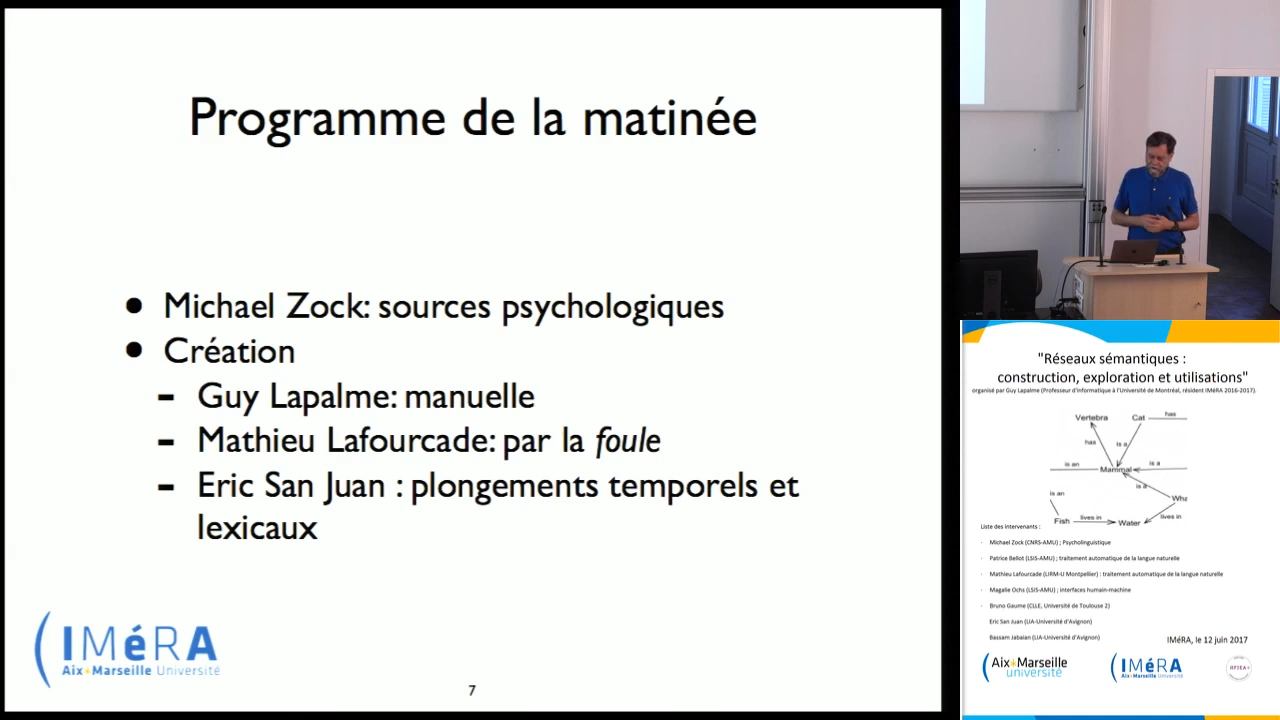 Programme de la matinée
• Michael Zock: sources psychologiques
• Création
- Guy Lapalme: manuelle
- Mathieu Lafourcade: par la foule
- Eric San Juan : plongements temporels et
lexicaux
IMéRA
Aix*Marseille Université
7
"Réseaux sémantiques :
construction, exploration et utilisations"
organisé par Guy Lapalme (Professeur d'informatique à l'Université de Montréal, résident IMéRA 2016-2017).
Vertebra
Cat
has
has
is a
is an
Mammal
is a
is a
is an
Wha
Fish
lives in
Water
lives in
Liste des intervenants :
- Michael Zock (CNRS-AMU) ; Psycholinguistique
- Patrice Bellot (LSIS-AMU) ; traitement automatique de la langue naturelle
- Mathieu Lafourcade (LIRM-U Montpellier) : traitement automatique de la langue naturelle
- Magalie Ochs (LSIS-AMU) ; interfaces humain-machine
- Bruno Gaume (CLLE, Université de Toulouse 2)
Eric San Juan (LIA-Université d'Avignon)
Bassam Jabaian (LIA-Université d'Avignon)
IMéRA, le 12 juin 2017
Aix*Marseille
université
IMéRA
Aix*Marseille Université
RFIEA+